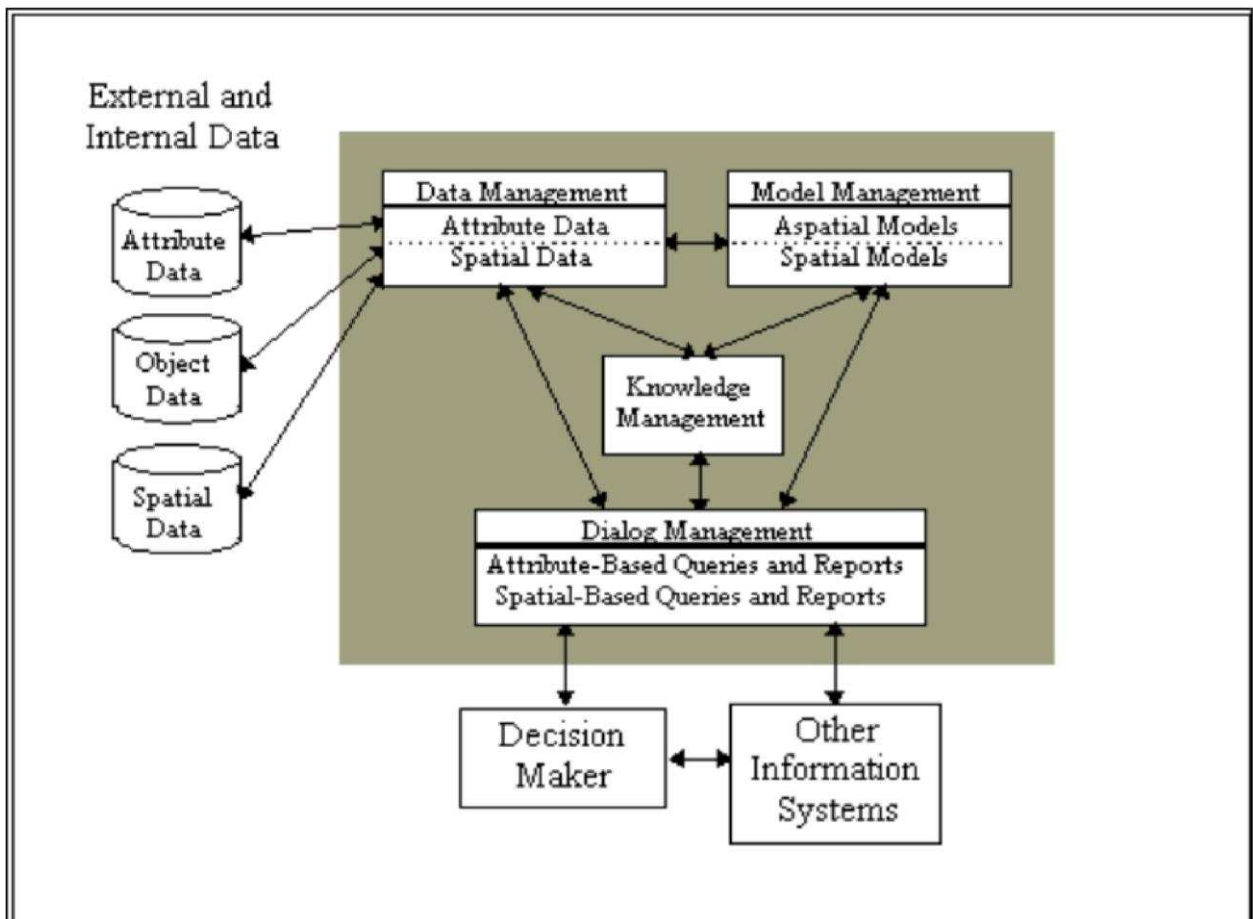 External and
Internal Data
Attribute
Data
Object
Data
Spatial
Data
Data Management
Attribute Data
Spatial Data
Model Management
Aspatial Models
Spatial Models
Knowledge
Management
Dialog Management
Attribute-Based Queries and Reports
Spatial-Based Queries and Reports
Decision
Maker
Other
Information
Systems